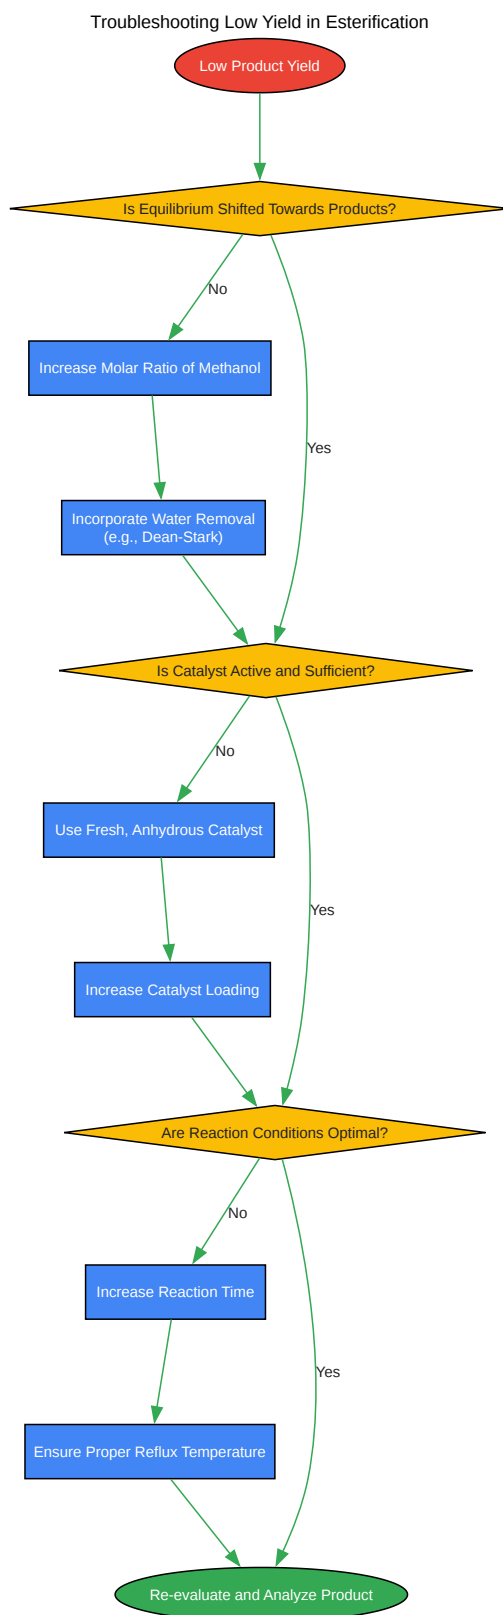 Troubleshooting Low Yield in Esterification
Low Product Yield
Is Equilibrium Shifted Towards Products?
No
Increase Molar Ratio of Methanol
Yes
Incorporate Water Removal
(e.g., Dean-Stark)
Is Catalyst Active and Sufficient?
No
Use Fresh, Anhydrous Catalyst
Yes
Increase Catalyst Loading
Are Reaction Conditions Optimal?
No
Increase Reaction Time
Yes
Ensure Proper Reflux Temperature
Re-evaluate and Analyze Product